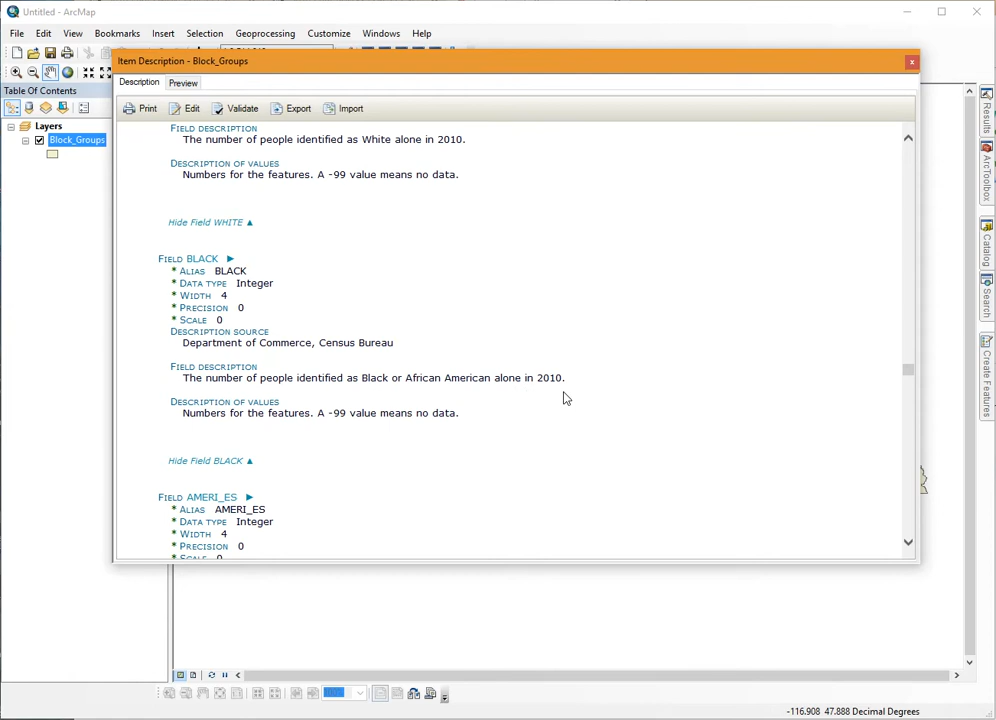 Untitled - ArcMap
File Edit View Bookmarks Insert Selection Geoprocessing Customize Windows Help
Item Description - Block_Groups
Table Of Contents
Description Preview
Print Edit Validate Export Import
Layers
Block_Groups
FIELD DESCRIPTION
The number of people identified as White alone in 2010.
DESCRIPTION OF VALUES
Numbers for the features. A -99 value means no data.
Hide Field WHITE ▲
FIELD BLACK ►
* ALIAS BLACK
* DATA TYPE Integer
* WIDTH 4
* PRECISION 0
* SCALE 0
DESCRIPTION SOURCE
Department of Commerce, Census Bureau
FIELD DESCRIPTION
The number of people identified as Black or African American alone in 2010.
DESCRIPTION OF VALUES
Numbers for the features. A -99 value means no data.
Hide Field BLACK ▲
FIELD AMERI_ES ►
* ALIAS AMERI_ES
* DATA TYPE Integer
* WIDTH 4
* PRECISION 0
* SCALE 0
Results
ArcToolbox
Catalog
Search
Create Features
-116.908 47.888 Decimal Degrees